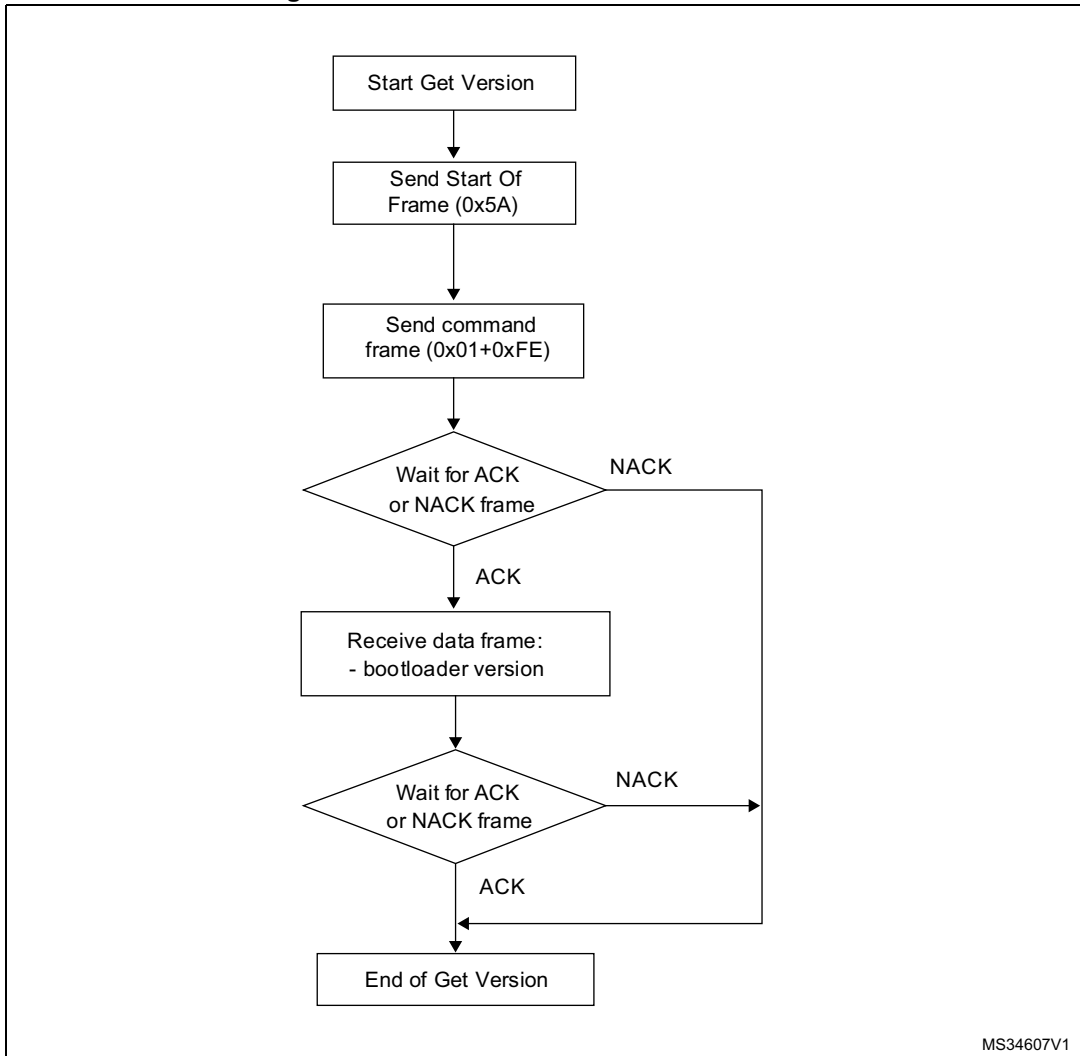 Start Get Version
Send Start Of
Frame (0x5A)
Send command
frame (0x01+0xFE)
Wait for ACK
or NACK frame
NACK
ACK
Receive data frame:
- bootloader version
Wait for ACK
or NACK frame
NACK
ACK
End of Get Version
MS34607V1